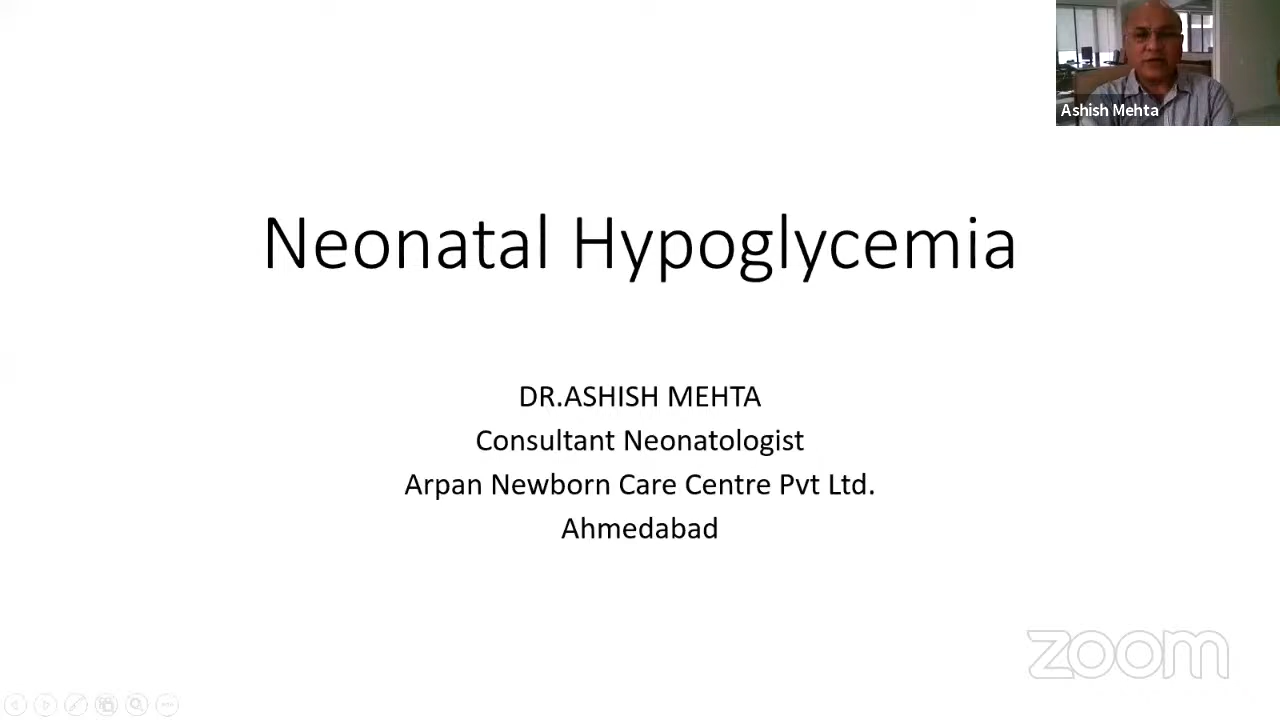 Ashish Mehta
Neonatal Hypoglycemia
DR.ASHISH MEHTA
Consultant Neonatologist
Arpan Newborn Care Centre Pvt Ltd.
Ahmedabad
zoom